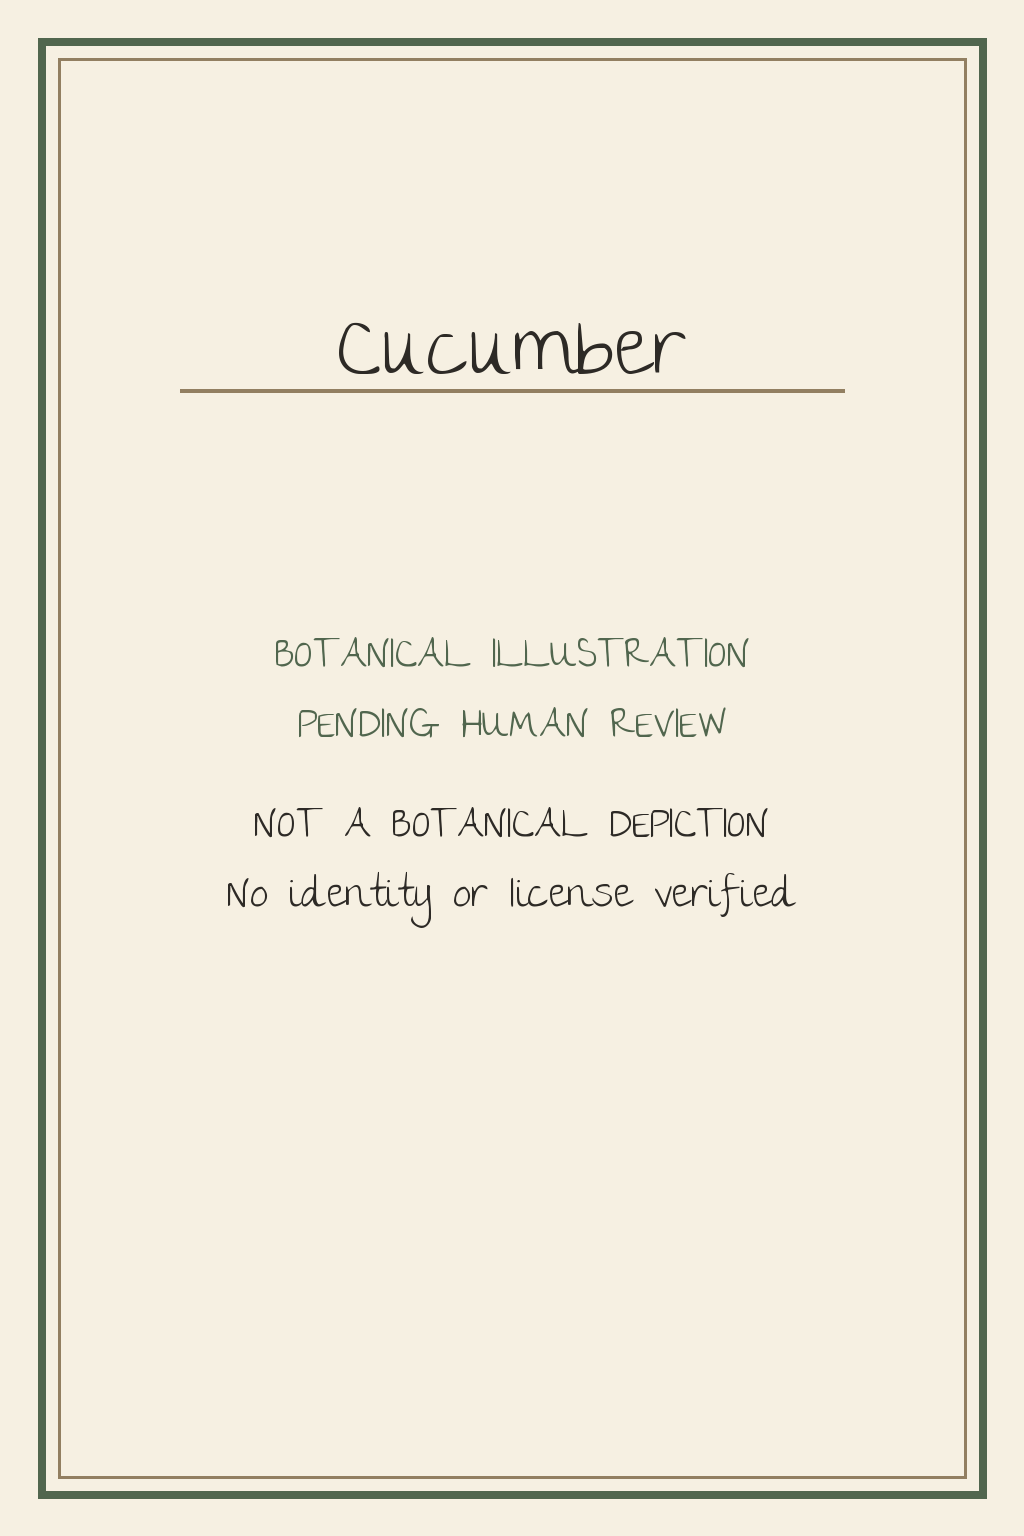 Cucumber
BOTANICAL ILLUSTRATION
PENDING HUMAN REVIEW
NOT A BOTANICAL DEPICTION
No identity or license verified